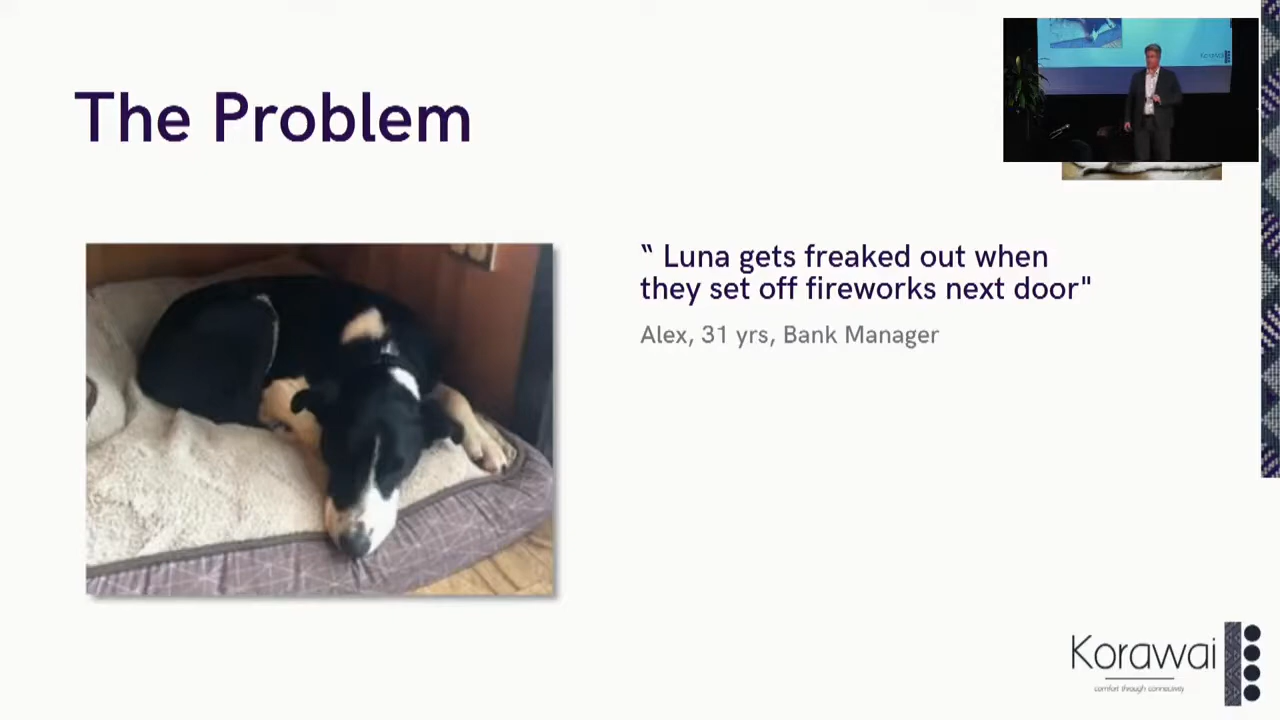 The Problem
“ Luna gets freaked out when
they set off fireworks next door"
Alex, 31 yrs, Bank Manager
Korawai
comfort through connectivity